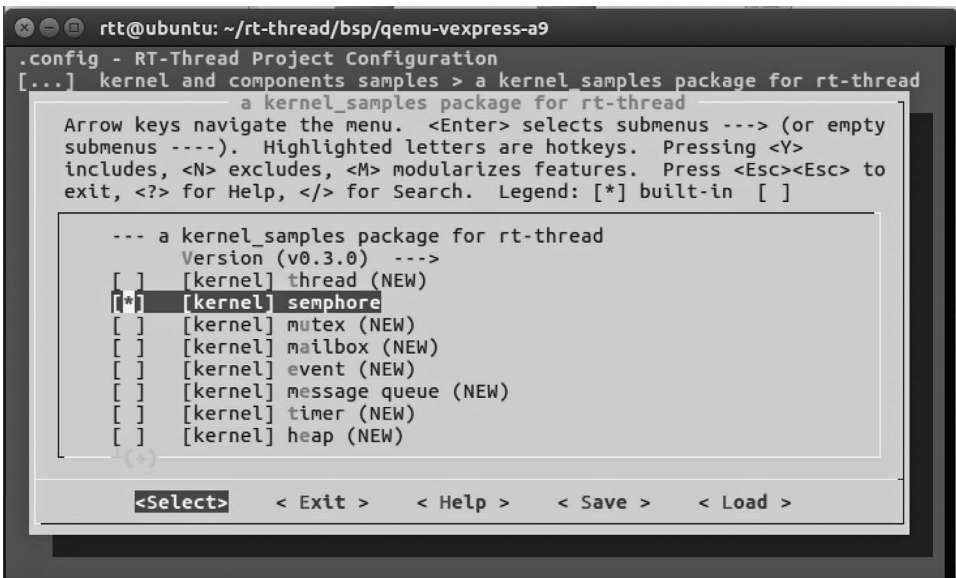 rtt@ubuntu: ~/rt-thread/bsp/qemu-vexpress-a9
.config - RT-Thread Project Configuration
[...] kernel and components samples > a kernel_samples package for rt-thread
a kernel_samples package for rt-thread
Arrow keys navigate the menu. <Enter> selects submenus ---> (or empty
submenus ----). Highlighted letters are hotkeys. Pressing <Y>
includes, <N> excludes, <M> modularizes features. Press <Esc><Esc> to
exit, <?> for Help, </> for Search. Legend: [*] built-in [ ]
--- a kernel_samples package for rt-thread
Version (v0.3.0) --->
[ ] [kernel] thread (NEW)
[*] [kernel] semphore
[ ] [kernel] mutex (NEW)
[ ] [kernel] mailbox (NEW)
[ ] [kernel] event (NEW)
[ ] [kernel] message queue (NEW)
[ ] [kernel] timer (NEW)
[ ] [kernel] heap (NEW)
(+)
<Select> < Exit > < Help > < Save > < Load >